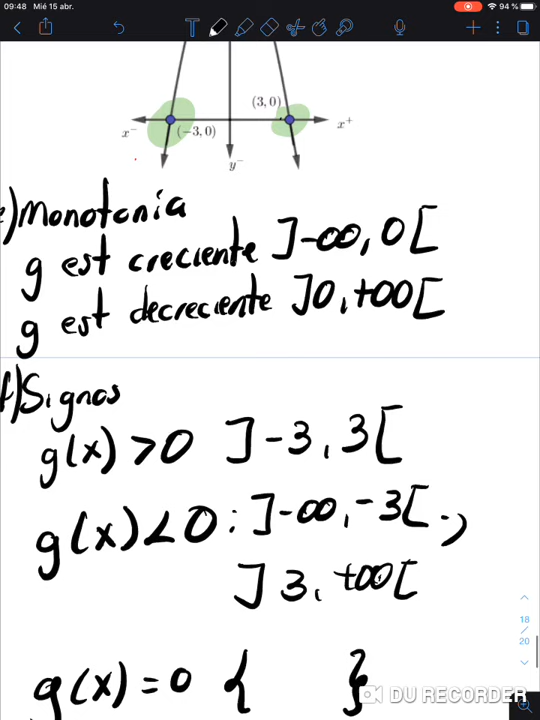 09:48 Mié 15 abr.
94 %
(3, 0)
x⁻
(−3, 0)
x⁺
y⁻
)Monotonía
g est creciente ]-∞, 0[
g est decreciente ]0, +∞[
f)Signos
g(x) > 0 ]-3, 3[
g(x) < 0 : ]-∞, -3[ .,
]3, +∞[
18
/
20
g(x) = 0 { }
DU RECORDER